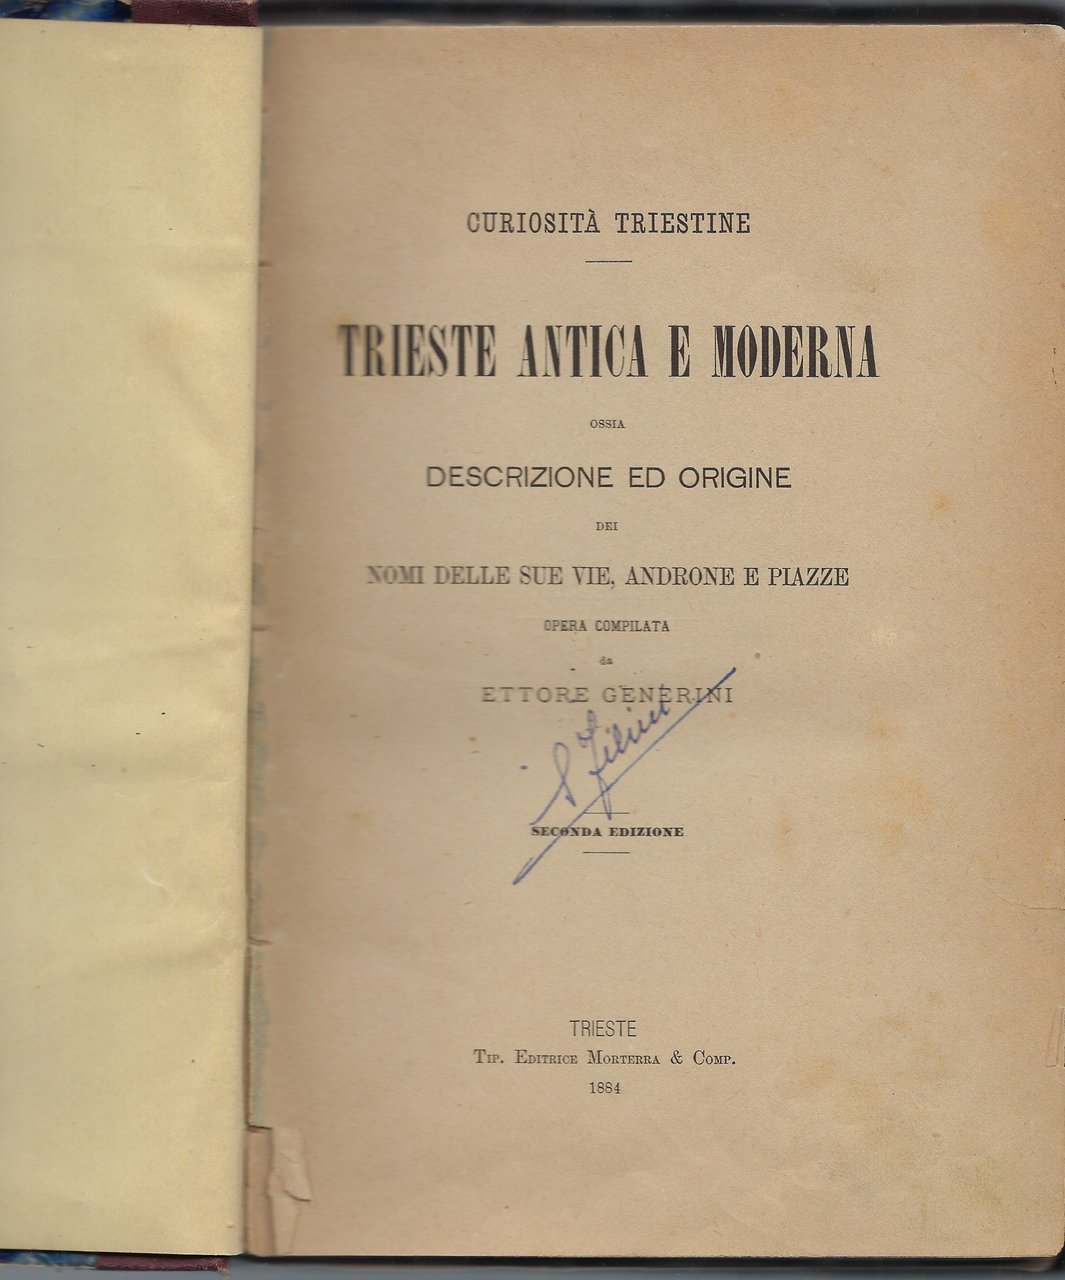 CURIOSITÀ TRIESTINE
TRIESTE ANTICA E MODERNA
OSSIA
DESCRIZIONE ED ORIGINE
DEI
NOMI DELLE SUE VIE, ANDRONE E PIAZZE
OPERA COMPILATA
da
ETTORE GENERINI
SECONDA EDIZIONE
TRIESTE
TIP. EDITRICE MORTERRA & COMP.
1884